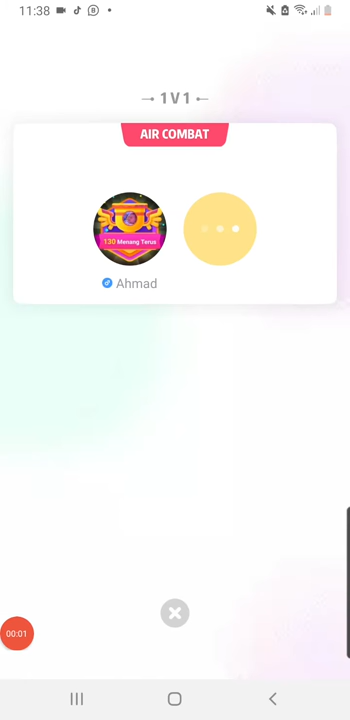 11:38
1V1
AIR COMBAT
130 Menang Terus
Ahmad
00:01